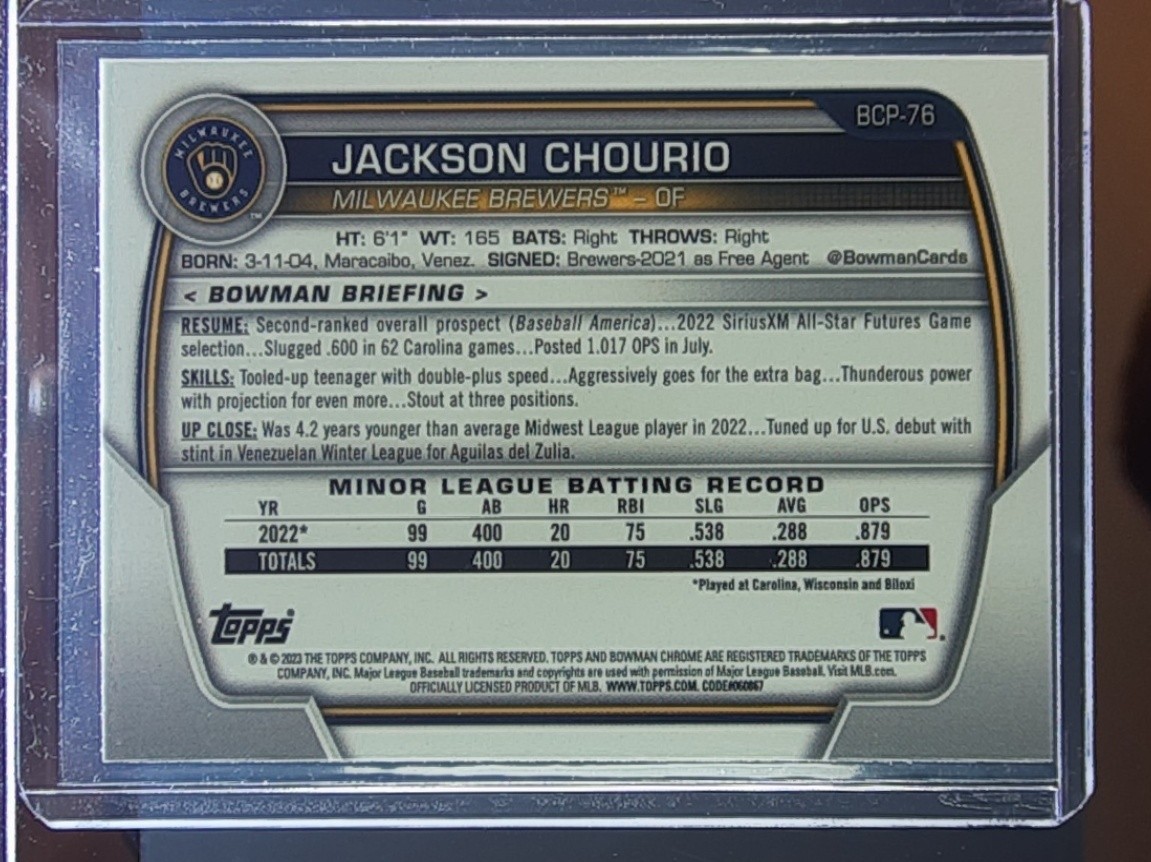 BCP-76
MILWAUKEE
BREWERS
™
JACKSON CHOURIO
MILWAUKEE BREWERS™ – OF
HT: 6'1" WT: 165 BATS: Right THROWS: Right
BORN: 3-11-04, Maracaibo, Venez. SIGNED: Brewers-2021 as Free Agent @BowmanCards
< BOWMAN BRIEFING >
RESUME: Second-ranked overall prospect (Baseball America)...2022 SiriusXM All-Star Futures Game
selection...Slugged .600 in 62 Carolina games...Posted 1.017 OPS in July.
SKILLS: Tooled-up teenager with double-plus speed...Aggressively goes for the extra bag...Thunderous power
with projection for even more...Stout at three positions.
UP CLOSE: Was 4.2 years younger than average Midwest League player in 2022...Tuned up for U.S. debut with
stint in Venezuelan Winter League for Aguilas del Zulia.
MINOR LEAGUE BATTING RECORD
YR G AB HR RBI SLG AVG OPS
2022* 99 400 20 75 .538 .288 .879
TOTALS 99 400 20 75 .538 .288 .879
*Played at Carolina, Wisconsin and Biloxi
Topps
® & © 2023 THE TOPPS COMPANY, INC. ALL RIGHTS RESERVED. TOPPS AND BOWMAN CHROME ARE REGISTERED TRADEMARKS OF THE TOPPS
COMPANY, INC. Major League Baseball trademarks and copyrights are used with permission of Major League Baseball. Visit MLB.com.
OFFICIALLY LICENSED PRODUCT OF MLB. WWW.TOPPS.COM. CODE#060867